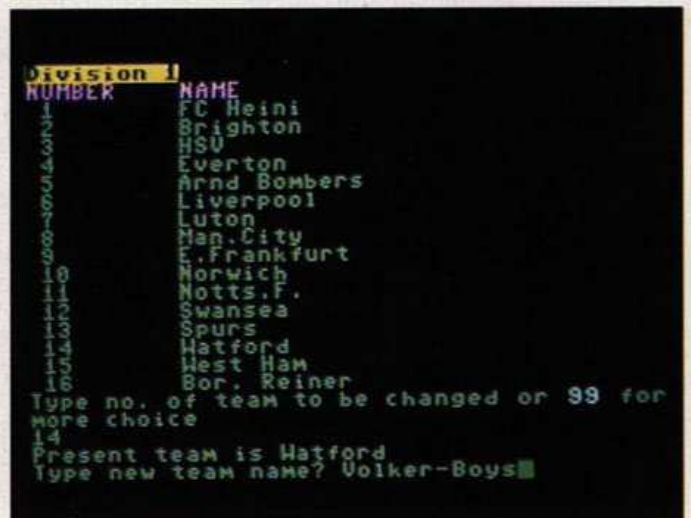 Division 1
NUMBER NAME
1 FC Heini
2 Brighton
3 HSV
4 Everton
5 Arnd Bombers
6 Liverpool
7 Luton
8 Man.City
9 E.Frankfurt
10 Norwich
11 Notts.F.
12 Swansea
13 Spurs
14 Watford
15 West Ham
16 Bor. Reiner
Type no. of team to be changed or 99 for
more choice
14
Present team is Watford
Type new team name? Volker-Boys